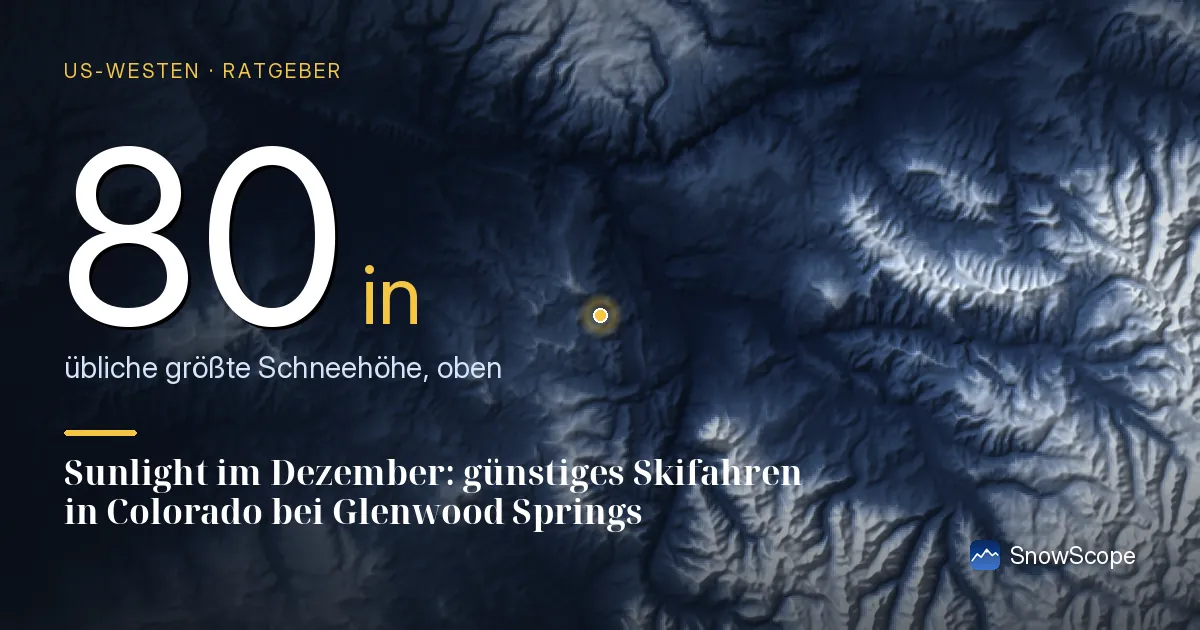 US-WESTEN · RATGEBER
80 in
übliche größte Schneehöhe, oben
Sunlight im Dezember: günstiges Skifahren
in Colorado bei Glenwood Springs
SnowScope